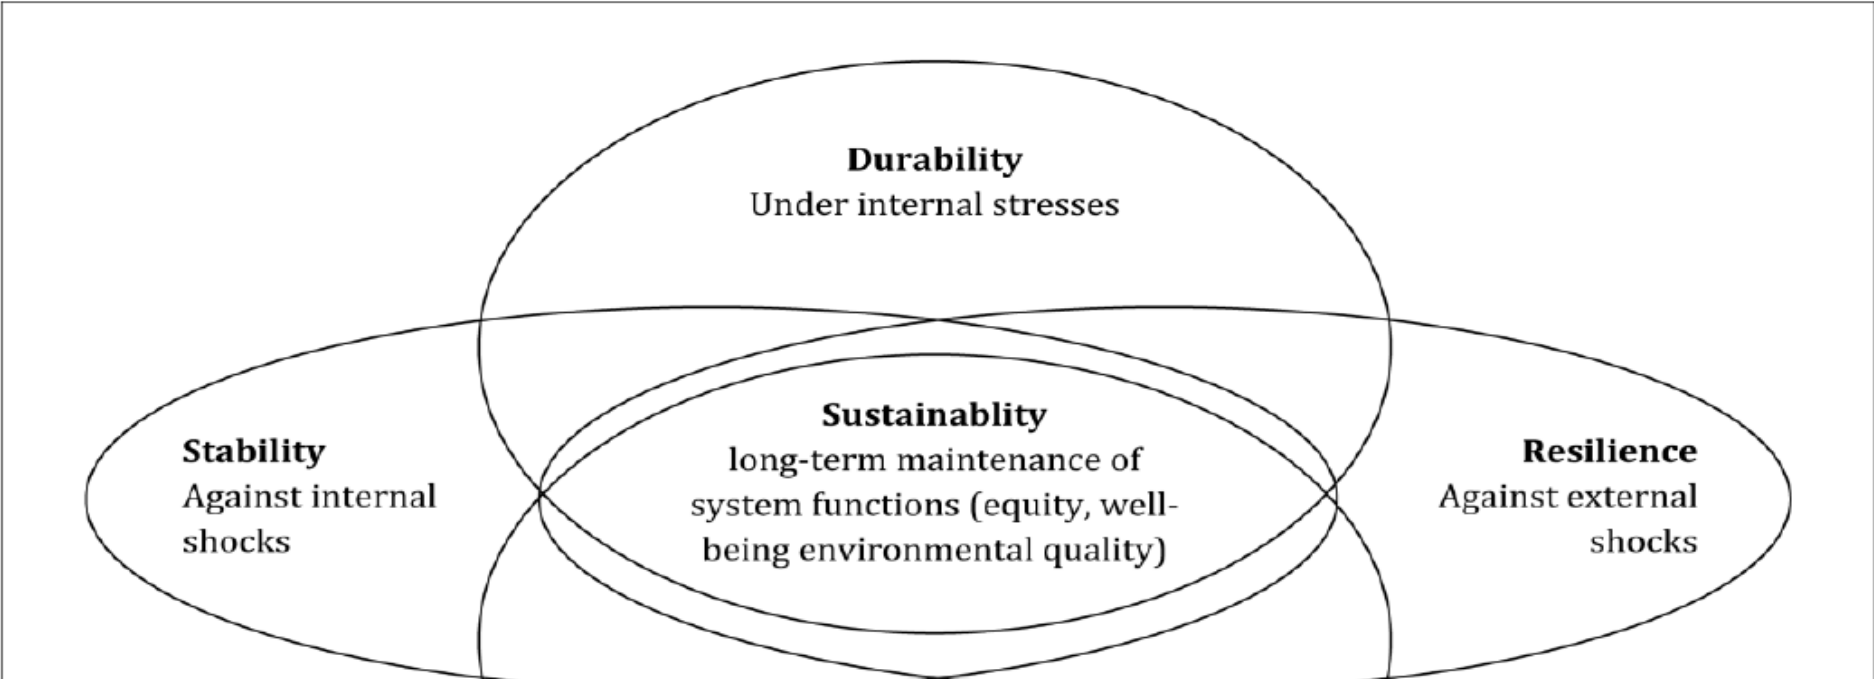 Durability
Under internal stresses
Sustainablity
long-term maintenance of
system functions (equity, well-
being environmental quality)
Stability
Against internal
shocks
Resilience
Against external
shocks